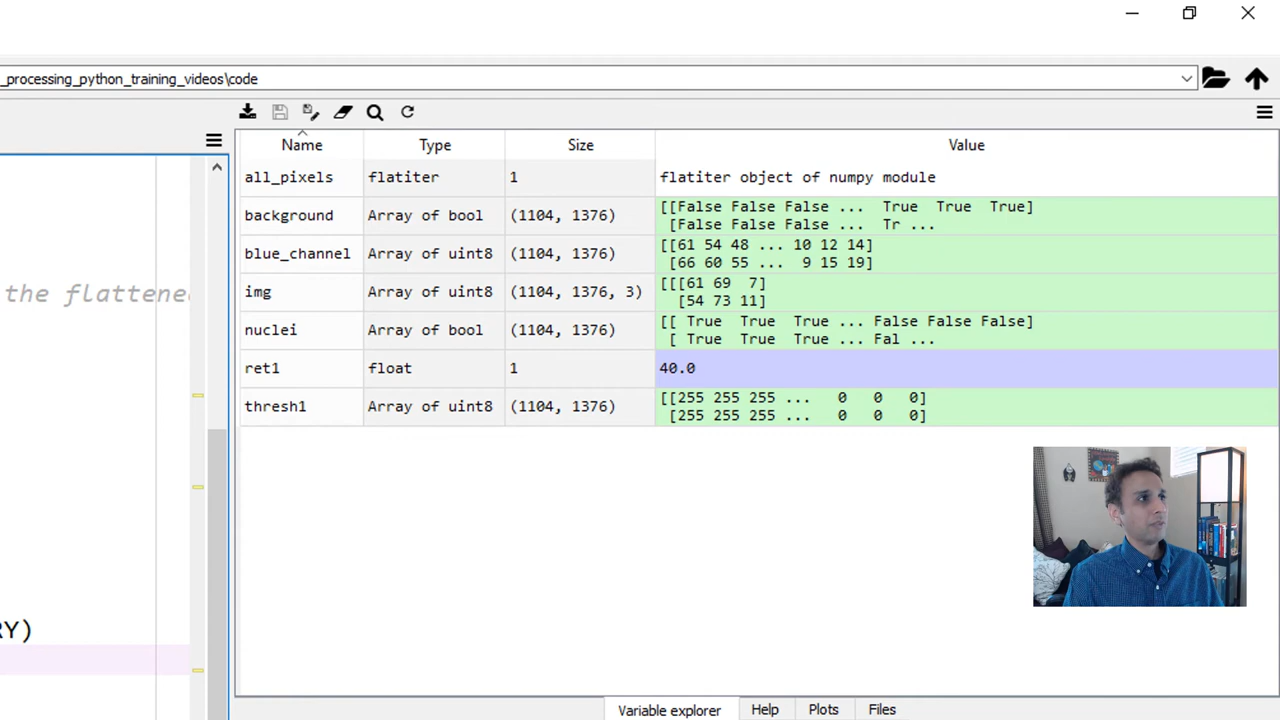 _processing_python_training_videos\code
Name Type Size Value
all_pixels flatiter 1 flatiter object of numpy module
background Array of bool (1104, 1376) [[False False False ... True True True]
[False False False ... Tr ...
blue_channel Array of uint8 (1104, 1376) [[61 54 48 ... 10 12 14]
[66 60 55 ... 9 15 19]
img Array of uint8 (1104, 1376, 3) [[[61 69 7]
[54 73 11]
the flattene
nuclei Array of bool (1104, 1376) [[ True True True ... False False False]
[ True True True ... Fal ...
ret1 float 1 40.0
thresh1 Array of uint8 (1104, 1376) [[255 255 255 ... 0 0 0]
[255 255 255 ... 0 0 0]
RY)
Variable explorer Help Plots Files